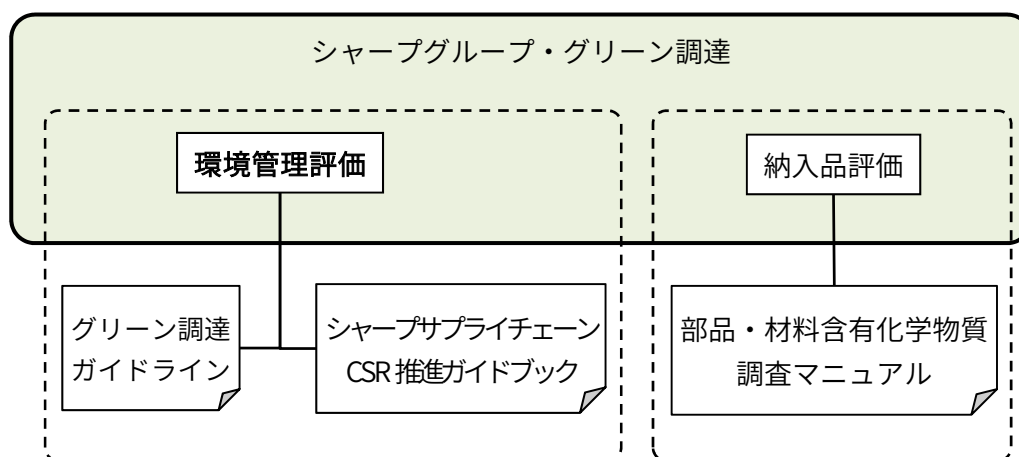 シャープグループ・グリーン調達
環境管理評価
納入品評価
グリーン調達
ガイドライン
シャープサプライチェーン
CSR 推進ガイドブック
部品・材料含有化学物質
調査マニュアル